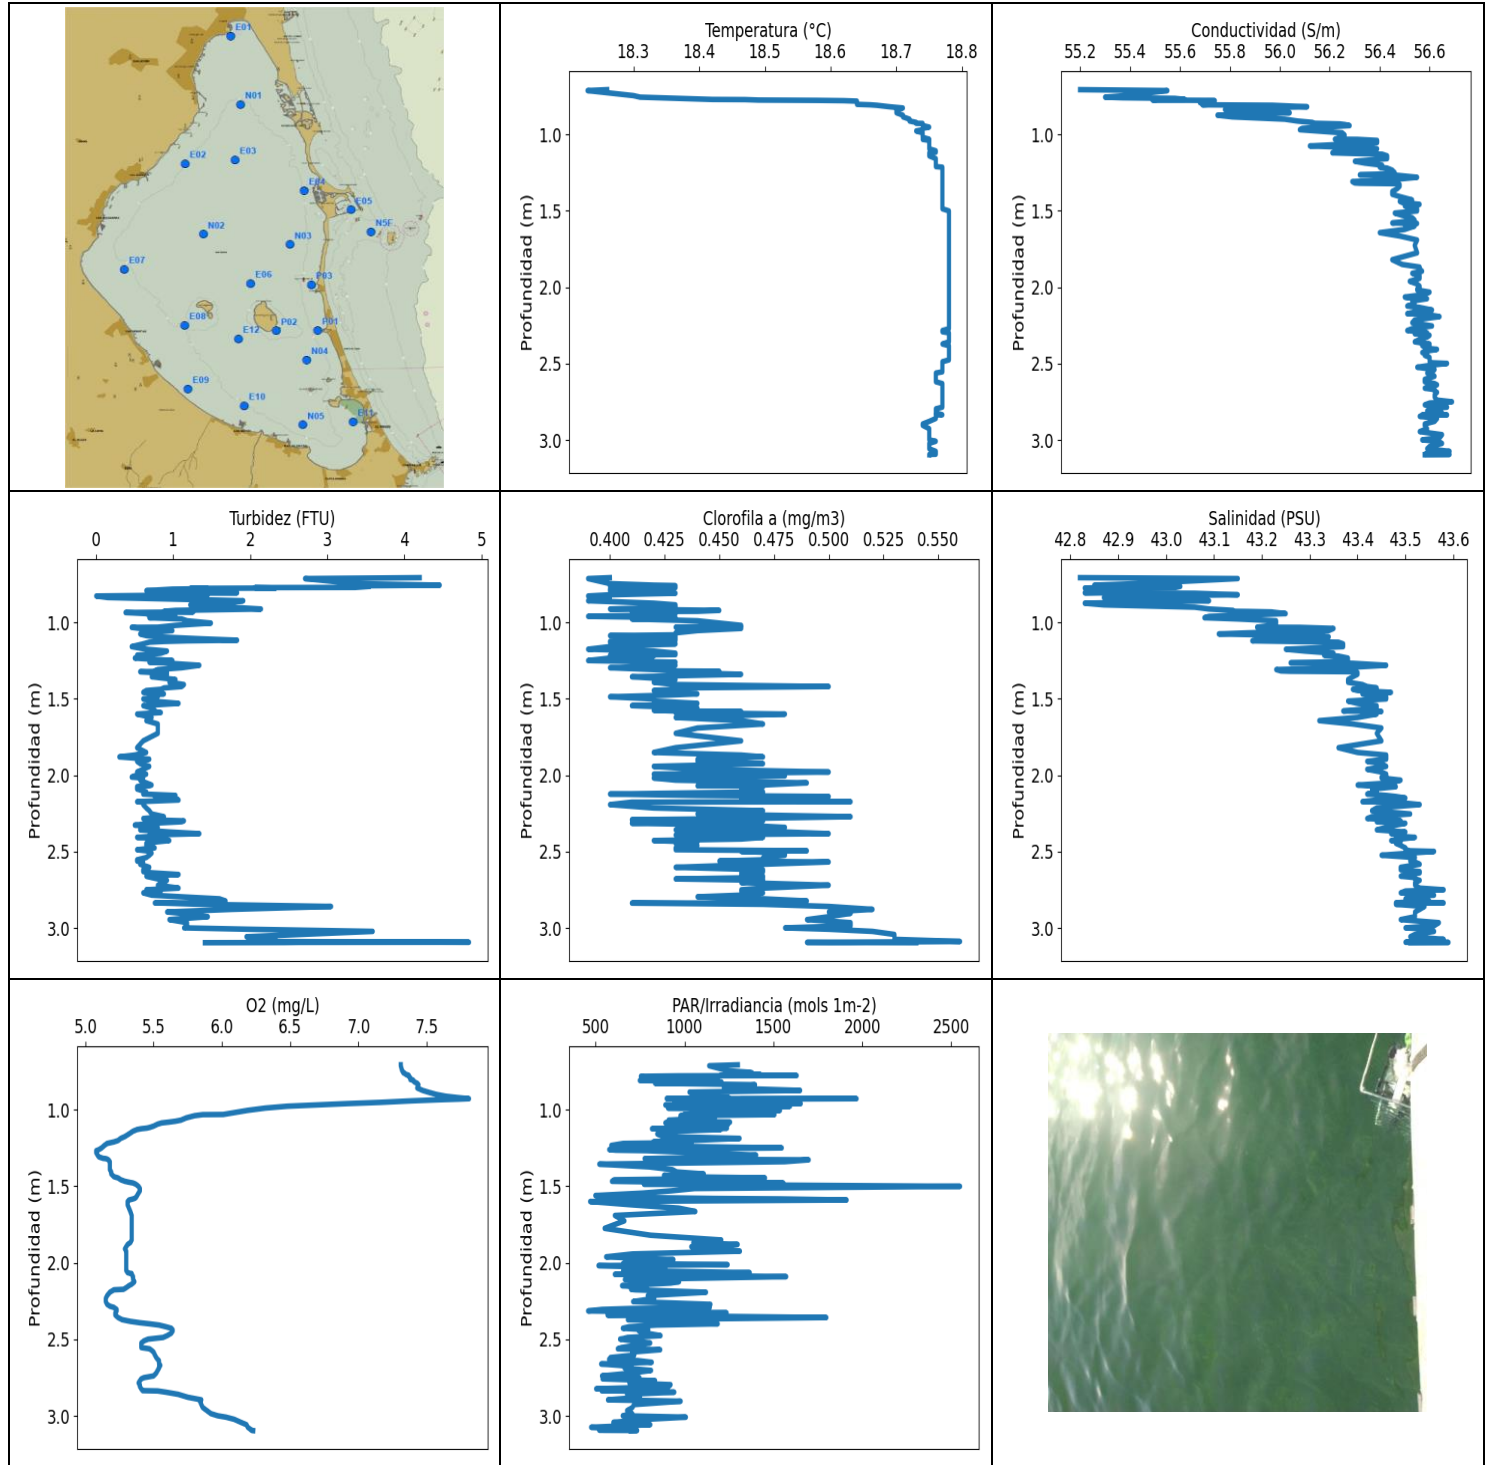 E01
N01
E02
E03
E04
E05
N5F
N02
N03
E07
E06
P03
E08
E12
P02
P01
N04
E09
E10
N05
E11
Temperatura (°C)
18.3 18.4 18.5 18.6 18.7 18.8
Profundidad (m)
1.0
1.5
2.0
2.5
3.0
Conductividad (S/m)
55.2 55.4 55.6 55.8 56.0 56.2 56.4 56.6
Profundidad (m)
1.0
1.5
2.0
2.5
3.0
Turbidez (FTU)
0 1 2 3 4 5
Profundidad (m)
1.0
1.5
2.0
2.5
3.0
Clorofila a (mg/m3)
0.400 0.425 0.450 0.475 0.500 0.525 0.550
Profundidad (m)
1.0
1.5
2.0
2.5
3.0
Salinidad (PSU)
42.8 42.9 43.0 43.1 43.2 43.3 43.4 43.5 43.6
Profundidad (m)
1.0
1.5
2.0
2.5
3.0
O2 (mg/L)
5.0 5.5 6.0 6.5 7.0 7.5
Profundidad (m)
1.0
1.5
2.0
2.5
3.0
PAR/Irradiancia (mols 1m-2)
500 1000 1500 2000 2500
Profundidad (m)
1.0
1.5
2.0
2.5
3.0